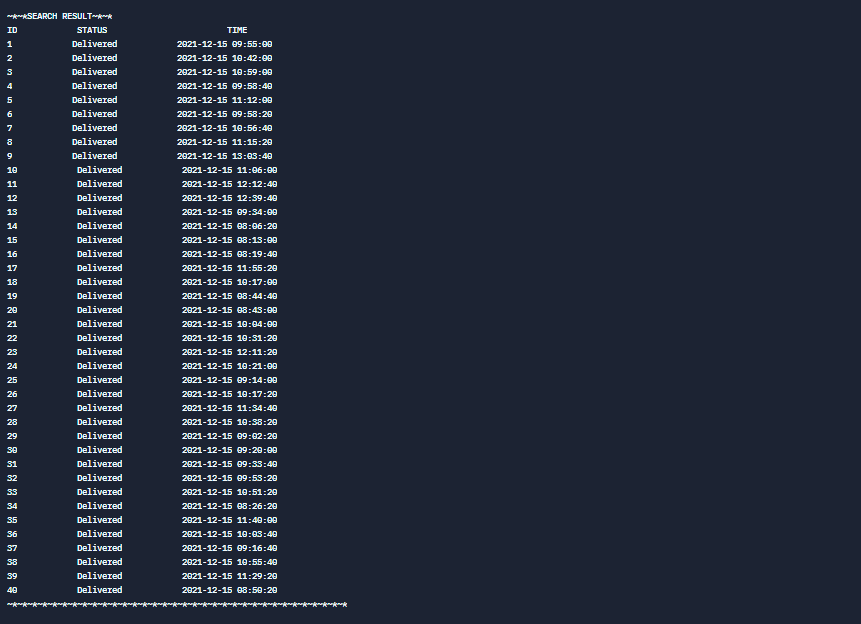 ~*~*SEARCH RESULT~*~*
ID            STATUS                        TIME
1            Delivered            2021-12-15 09:55:00
2            Delivered            2021-12-15 10:42:00
3            Delivered            2021-12-15 10:59:00
4            Delivered            2021-12-15 09:58:40
5            Delivered            2021-12-15 11:12:00
6            Delivered            2021-12-15 09:58:20
7            Delivered            2021-12-15 10:56:40
8            Delivered            2021-12-15 11:15:20
9            Delivered            2021-12-15 13:03:40
10            Delivered            2021-12-15 11:06:00
11            Delivered            2021-12-15 12:12:40
12            Delivered            2021-12-15 12:39:40
13            Delivered            2021-12-15 09:34:00
14            Delivered            2021-12-15 08:06:20
15            Delivered            2021-12-15 08:13:00
16            Delivered            2021-12-15 08:19:40
17            Delivered            2021-12-15 11:55:20
18            Delivered            2021-12-15 10:17:00
19            Delivered            2021-12-15 08:44:40
20            Delivered            2021-12-15 08:43:00
21            Delivered            2021-12-15 10:04:00
22            Delivered            2021-12-15 10:31:20
23            Delivered            2021-12-15 12:11:20
24            Delivered            2021-12-15 10:21:00
25            Delivered            2021-12-15 09:14:00
26            Delivered            2021-12-15 10:17:20
27            Delivered            2021-12-15 11:34:40
28            Delivered            2021-12-15 10:38:20
29            Delivered            2021-12-15 09:02:20
30            Delivered            2021-12-15 09:20:00
31            Delivered            2021-12-15 09:33:40
32            Delivered            2021-12-15 09:53:20
33            Delivered            2021-12-15 10:51:20
34            Delivered            2021-12-15 08:26:20
35            Delivered            2021-12-15 11:40:00
36            Delivered            2021-12-15 10:03:40
37            Delivered            2021-12-15 09:16:40
38            Delivered            2021-12-15 10:55:40
39            Delivered            2021-12-15 11:29:20
40            Delivered            2021-12-15 08:50:20
~*~*~*~*~*~*~*~*~*~*~*~*~*~*~*~*~*~*~*~*~*~*~*~*~*~*~*~*~*~*~*~*~*~*